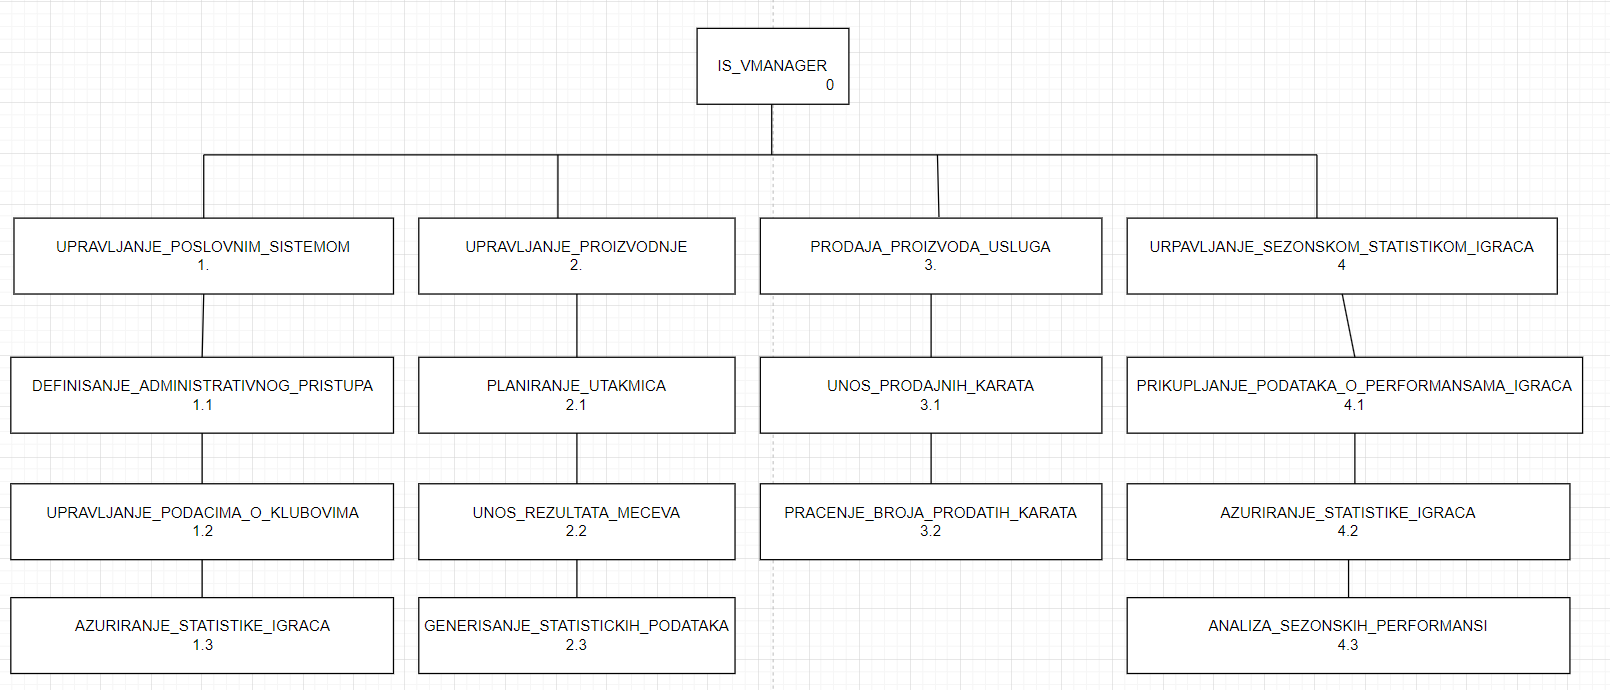 IS_VMANAGER
0
UPRAVLJANJE_POSLOVNIM_SISTEMOM
1.
UPRAVLJANJE_PROIZVODNJE
2.
PRODAJA_PROIZVODA_USLUGA
3.
URPAVLJANJE_SEZONSKOM_STATISTIKOM_IGRACA
4
DEFINISANJE_ADMINISTRATIVNOG_PRISTUPA
1.1
PLANIRANJE_UTAKMICA
2.1
UNOS_PRODAJNIH_KARATA
3.1
PRIKUPLJANJE_PODATAKA_O_PERFORMANSAMA_IGRACA
4.1
UPRAVLJANJE_PODACIMA_O_KLUBOVIMA
1.2
UNOS_REZULTATA_MECEVA
2.2
PRACENJE_BROJA_PRODATIH_KARATA
3.2
AZURIRANJE_STATISTIKE_IGRACA
4.2
AZURIRANJE_STATISTIKE_IGRACA
1.3
GENERISANJE_STATISTICKIH_PODATAKA
2.3
ANALIZA_SEZONSKIH_PERFORMANSI
4.3